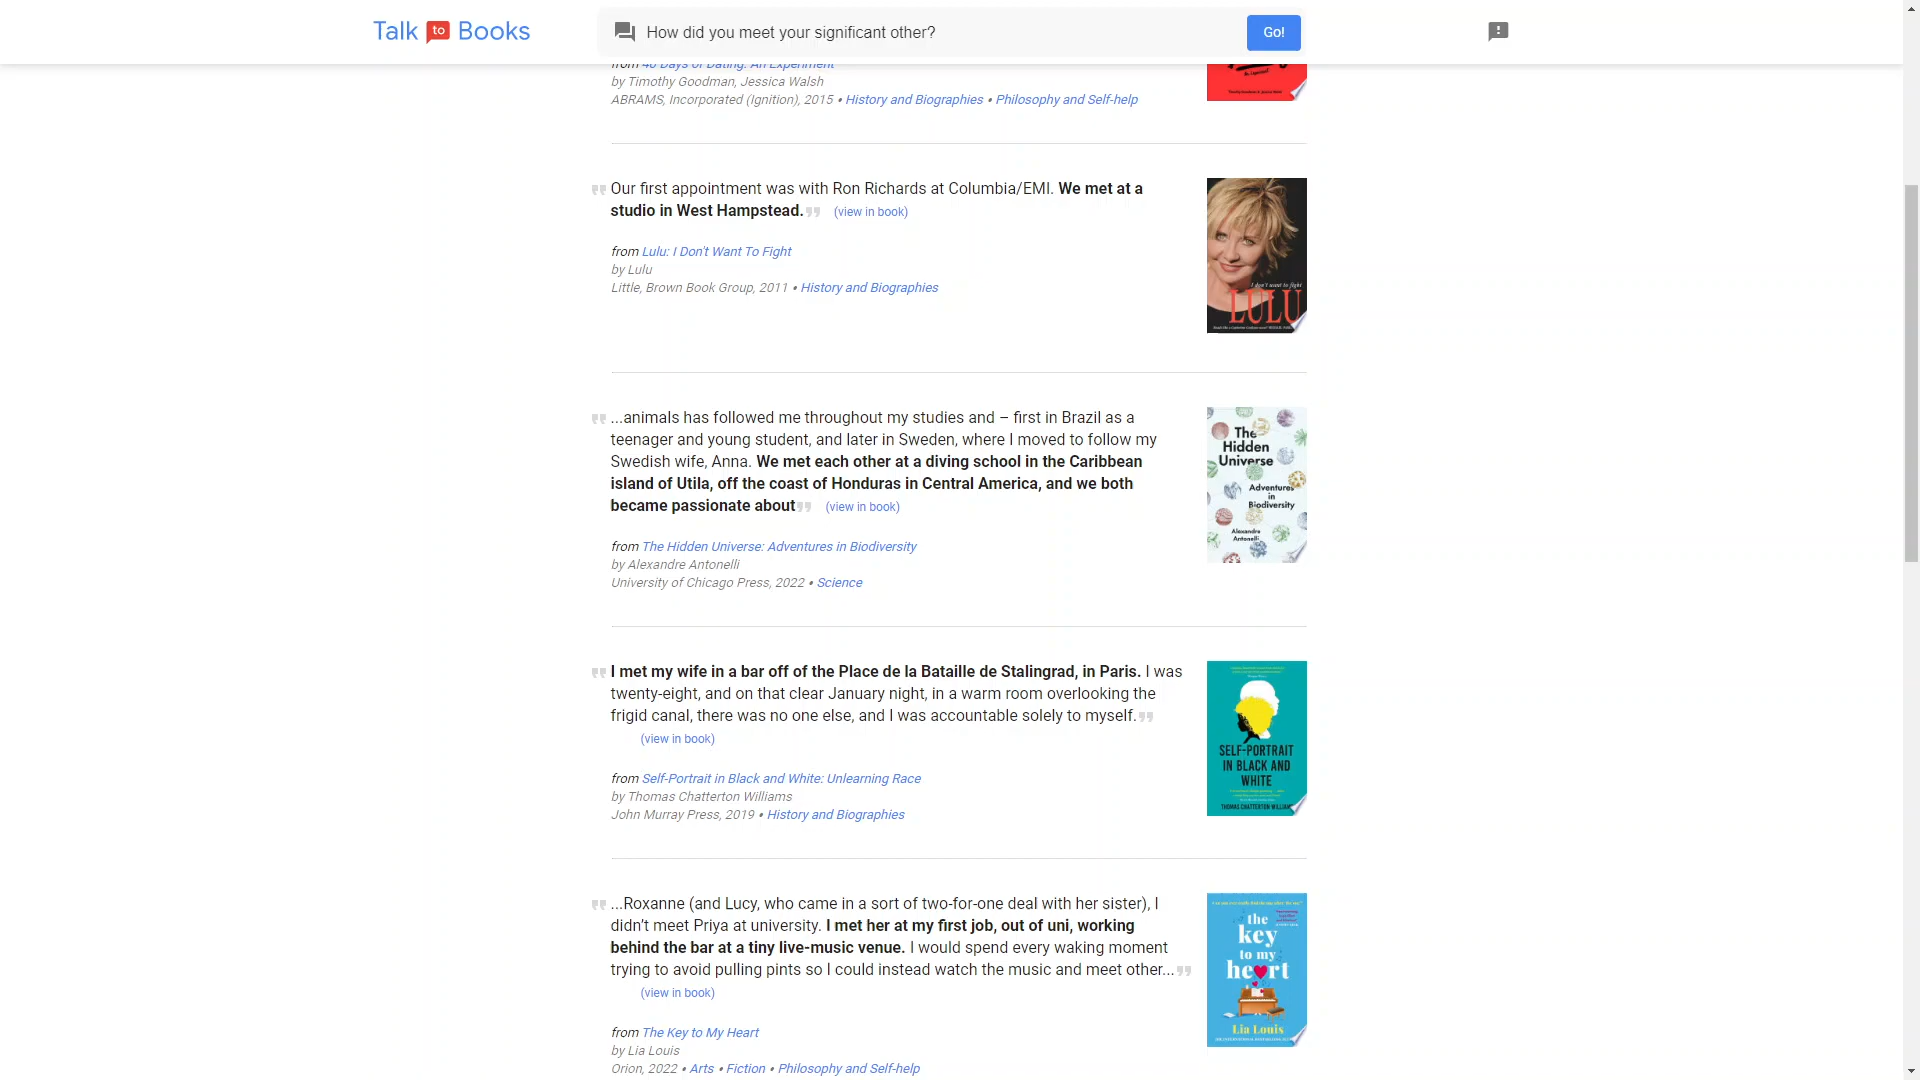 Talk to Books
How did you meet your significant other?
Go!
from 40 Days of Dating: An Experiment
by Timothy Goodman, Jessica Walsh
ABRAMS, Incorporated (Ignition), 2015 • History and Biographies • Philosophy and Self-help
Our first appointment was with Ron Richards at Columbia/EMI. We met at a
studio in West Hampstead. (view in book)
from Lulu: I Don't Want To Fight
by Lulu
Little, Brown Book Group, 2011 • History and Biographies
I don't want to fight
LULU
...animals has followed me throughout my studies and – first in Brazil as a
teenager and young student, and later in Sweden, where I moved to follow my
Swedish wife, Anna. We met each other at a diving school in the Caribbean
island of Utila, off the coast of Honduras in Central America, and we both
became passionate about (view in book)
from The Hidden Universe: Adventures in Biodiversity
by Alexandre Antonelli
University of Chicago Press, 2022 • Science
The
Hidden
Universe
Adventures
in
Biodiversity
Alexandre
Antonelli
I met my wife in a bar off of the Place de la Bataille de Stalingrad, in Paris. I was
twenty-eight, and on that clear January night, in a warm room overlooking the
frigid canal, there was no one else, and I was accountable solely to myself.
(view in book)
from Self-Portrait in Black and White: Unlearning Race
by Thomas Chatterton Williams
John Murray Press, 2019 • History and Biographies
SELF-PORTRAIT
IN BLACK AND
WHITE
THOMAS CHATTERTON WILLIAMS
...Roxanne (and Lucy, who came in a sort of two-for-one deal with her sister), I
didn't meet Priya at university. I met her at my first job, out of uni, working
behind the bar at a tiny live-music venue. I would spend every waking moment
trying to avoid pulling pints so I could instead watch the music and meet other...
(view in book)
from The Key to My Heart
by Lia Louis
Orion, 2022 • Arts • Fiction • Philosophy and Self-help
the
key
to my
heart
Lia Louis